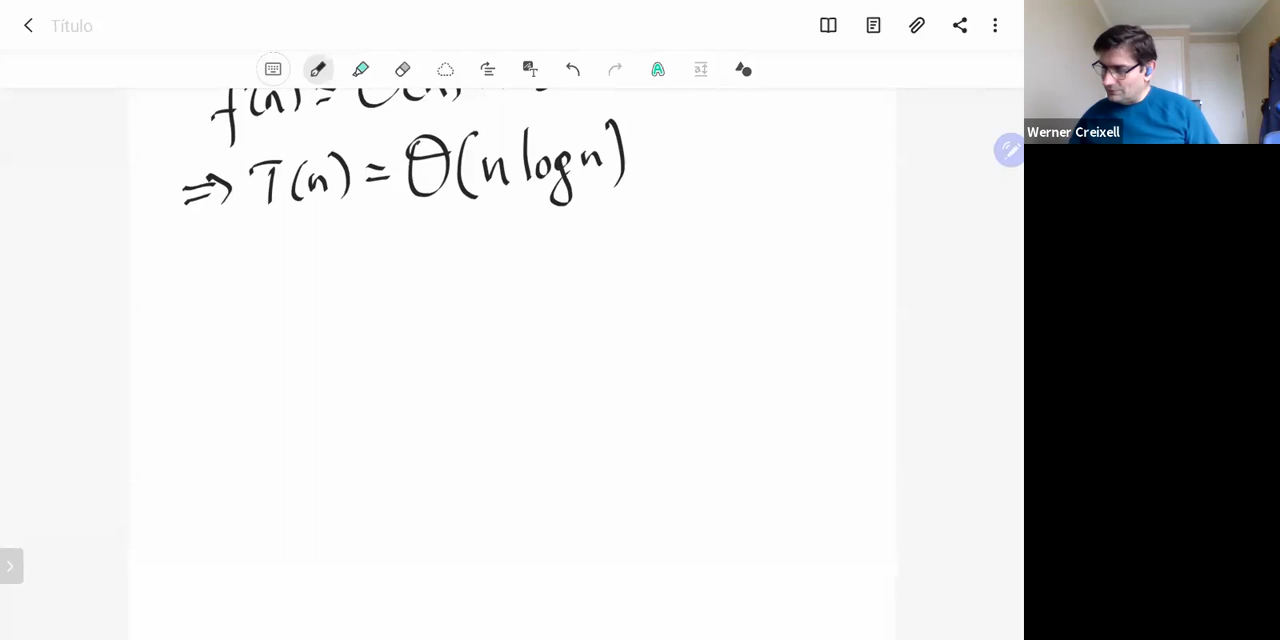 Título
Werner Creixell
f(n) =
⇒ T(n) = Θ(n log n)